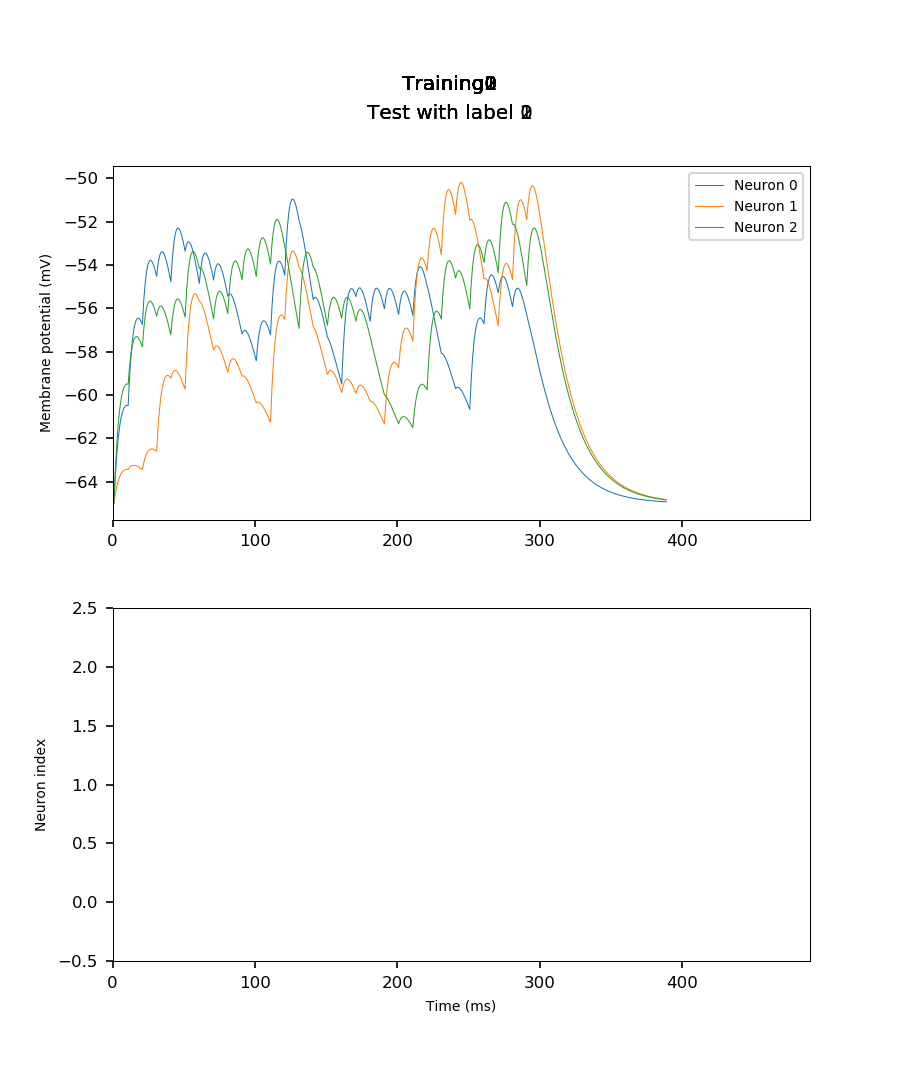 Training
Test with label
−50
−52
−54
−56
−58
−60
−62
−64
Membrane potential (mV)
Neuron 0
Neuron 1
Neuron 2
0 100 200 300 400
2.5
2.0
1.5
1.0
0.5
0.0
−0.5
Neuron index
0 100 200 300 400
Time (ms)